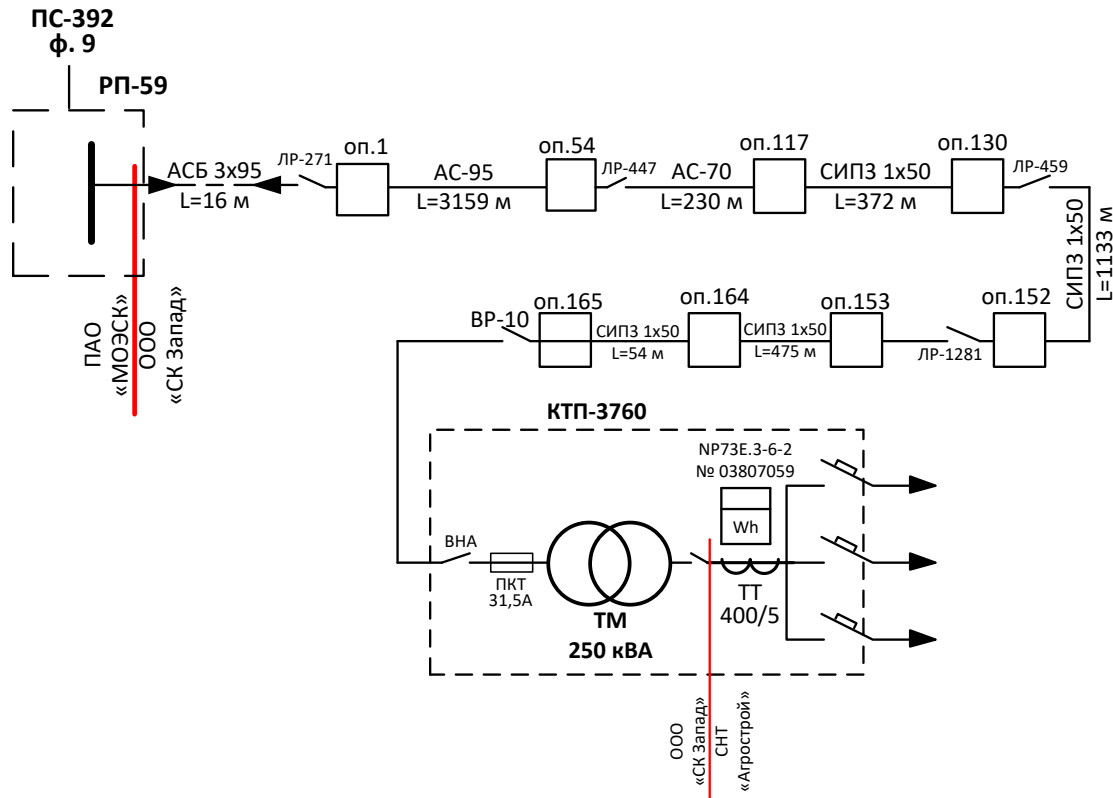 ПС-392
ф. 9
РП-59
АСБ 3х95
L=16 м
ЛР-271
оп.1
АС-95
L=3159 м
оп.54
ЛР-447
АС-70
L=230 м
оп.117
СИП3 1х50
L=372 м
оп.130
ЛР-459
СИП3 1х50
L=1133 м
ПАО
«МОЭСК»
ООО
«СК Запад»
ВР-10
оп.165
СИП3 1х50
L=54 м
оп.164
СИП3 1х50
L=475 м
оп.153
ЛР-1281
оп.152
КТП-3760
NP73E.3-6-2
№ 03807059
Wh
ВНА
ПКТ
31,5А
ТМ
250 кВА
ТТ
400/5
ООО
«СК Запад»
СНТ
«Агрострой»